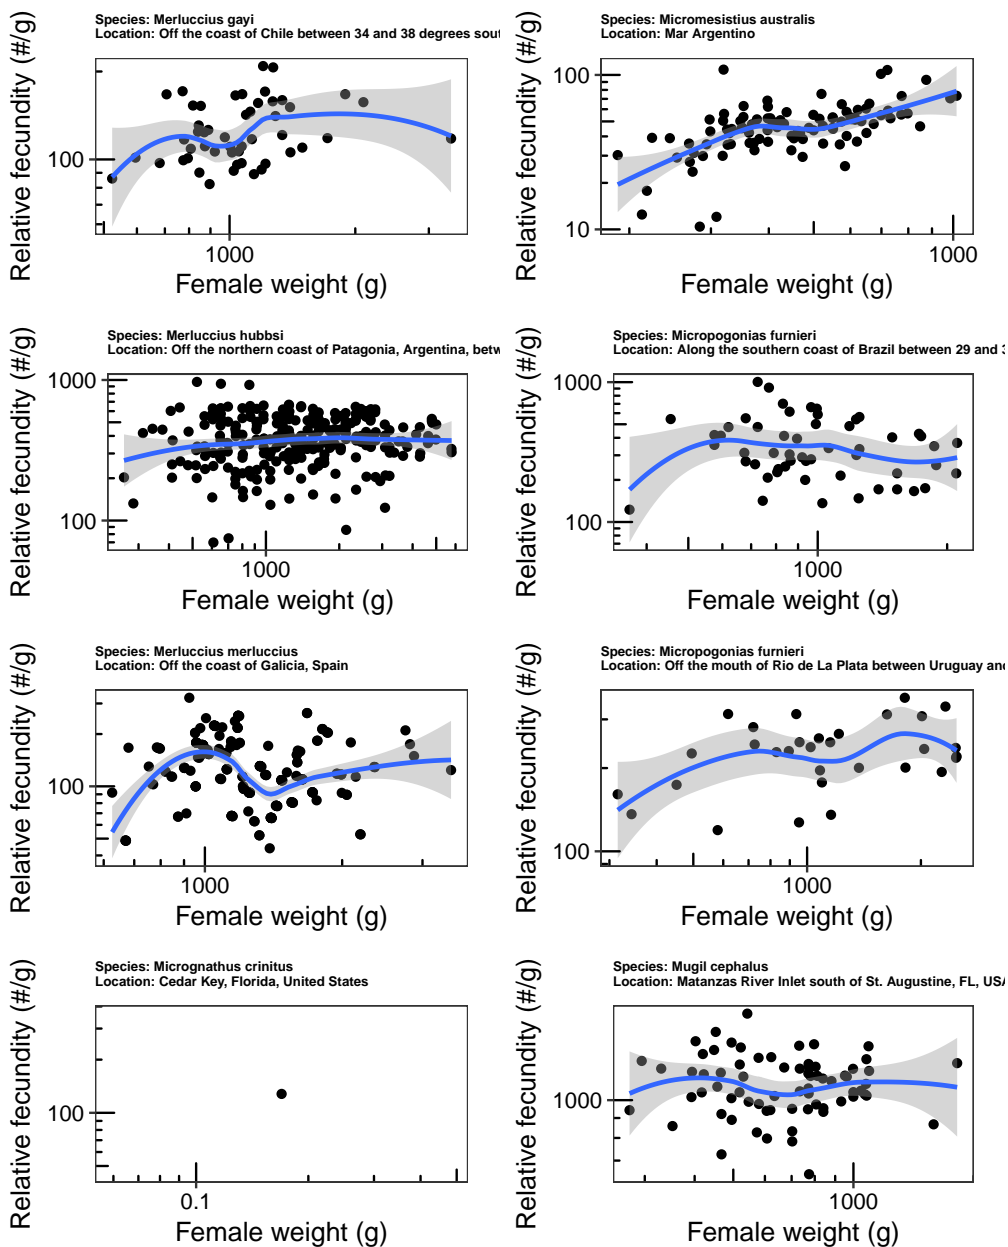 Species: Merluccius gayi
Location: Off the coast of Chile between 34 and 38 degrees sout
Relative fecundity (#/g)
100
1000
Female weight (g)
Species: Micromesistius australis
Location: Mar Argentino
Relative fecundity (#/g)
100
10
1000
Female weight (g)
Species: Merluccius hubbsi
Location: Off the northern coast of Patagonia, Argentina, betw
Relative fecundity (#/g)
1000
100
1000
Female weight (g)
Species: Micropogonias furnieri
Location: Along the southern coast of Brazil between 29 and 3
Relative fecundity (#/g)
1000
100
1000
Female weight (g)
Species: Merluccius merluccius
Location: Off the coast of Galicia, Spain
Relative fecundity (#/g)
100
1000
Female weight (g)
Species: Micropogonias furnieri
Location: Off the mouth of Rio de La Plata between Uruguay and
Relative fecundity (#/g)
100
1000
Female weight (g)
Species: Micrognathus crinitus
Location: Cedar Key, Florida, United States
Relative fecundity (#/g)
100
0.1
Female weight (g)
Species: Mugil cephalus
Location: Matanzas River Inlet south of St. Augustine, FL, USA
Relative fecundity (#/g)
1000
1000
Female weight (g)